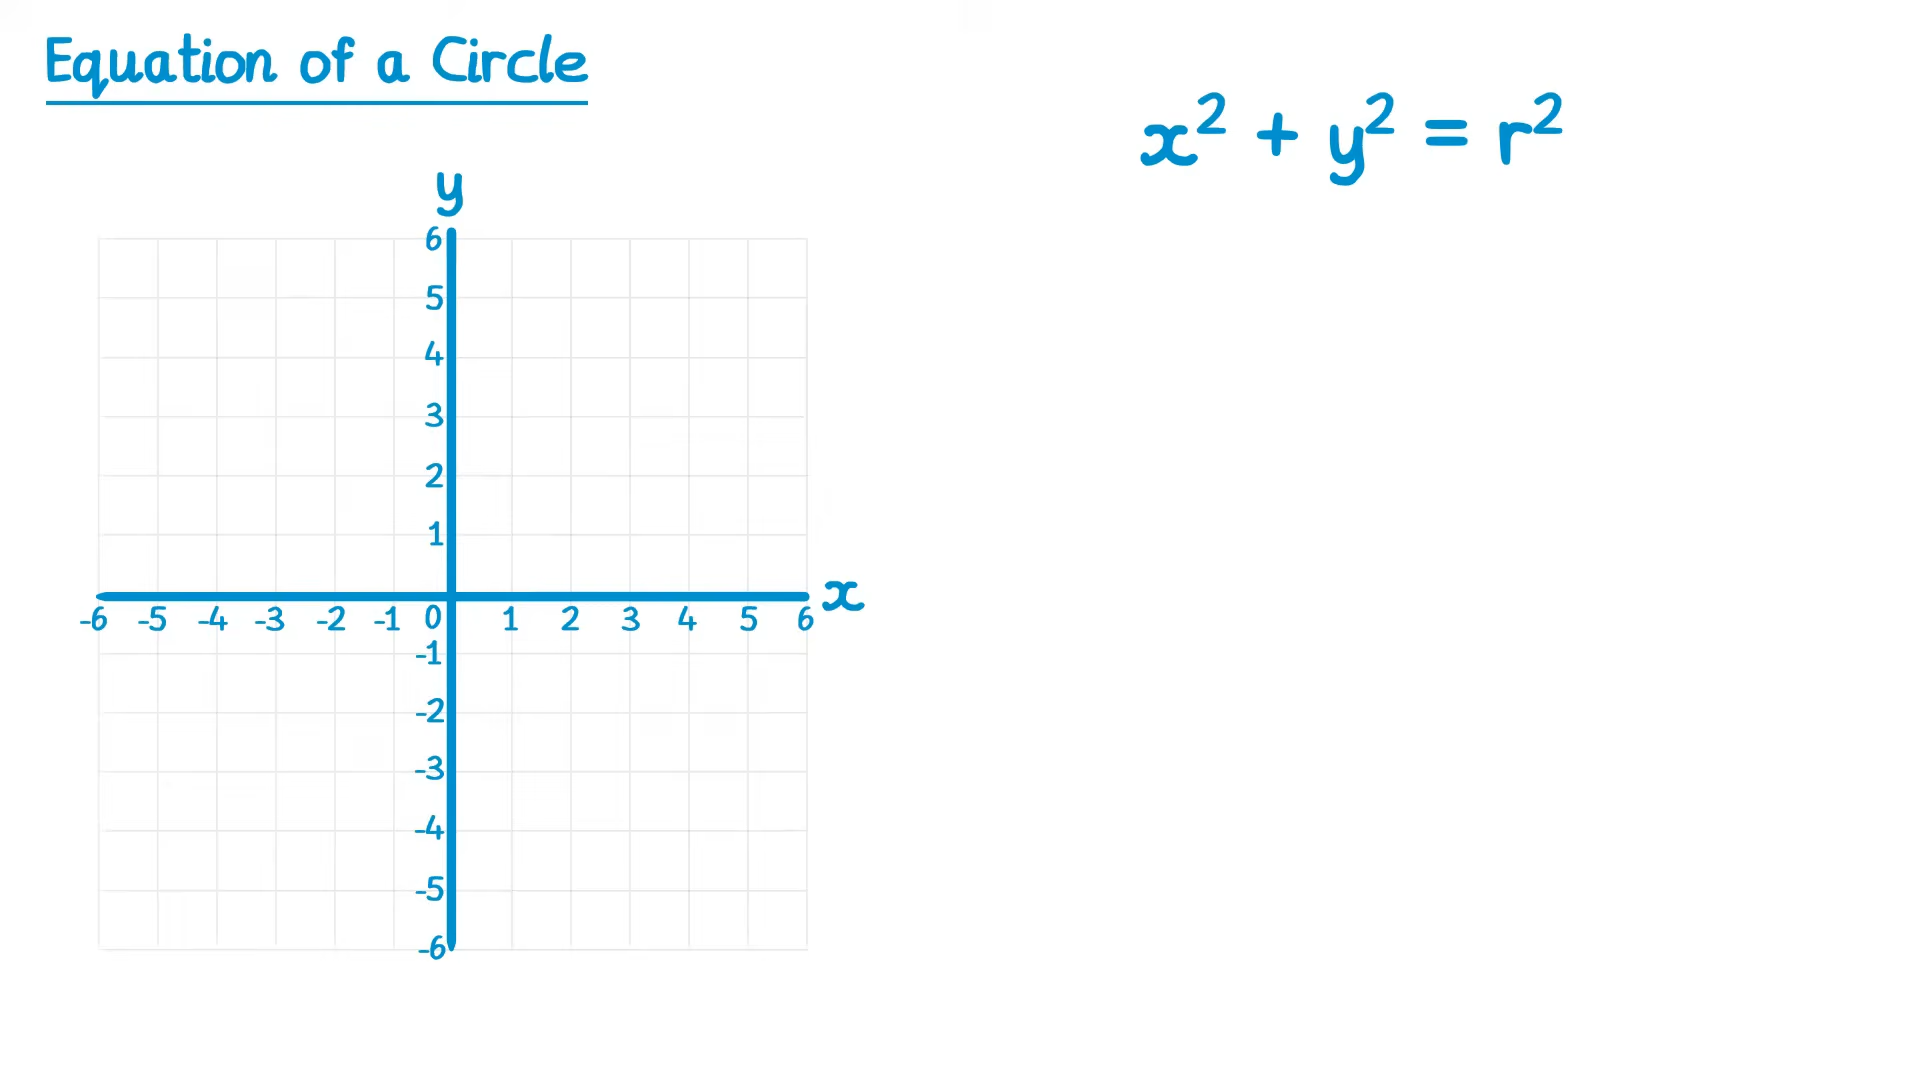 Equation of a Circle
x² + y² = r²
y
6
5
4
3
2
1
x
-6 -5 -4 -3 -2 -1 0 1 2 3 4 5 6
-1
-2
-3
-4
-5
-6